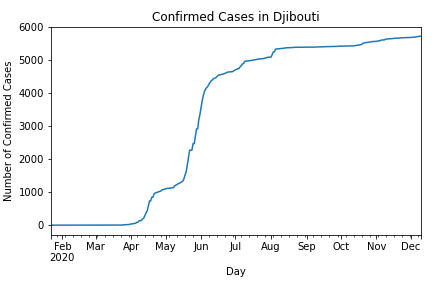 Confirmed Cases in Djibouti
6000
5000
4000
3000
2000
1000
0
Number of Confirmed Cases
Feb Mar Apr May Jun Jul Aug Sep Oct Nov Dec
2020
Day